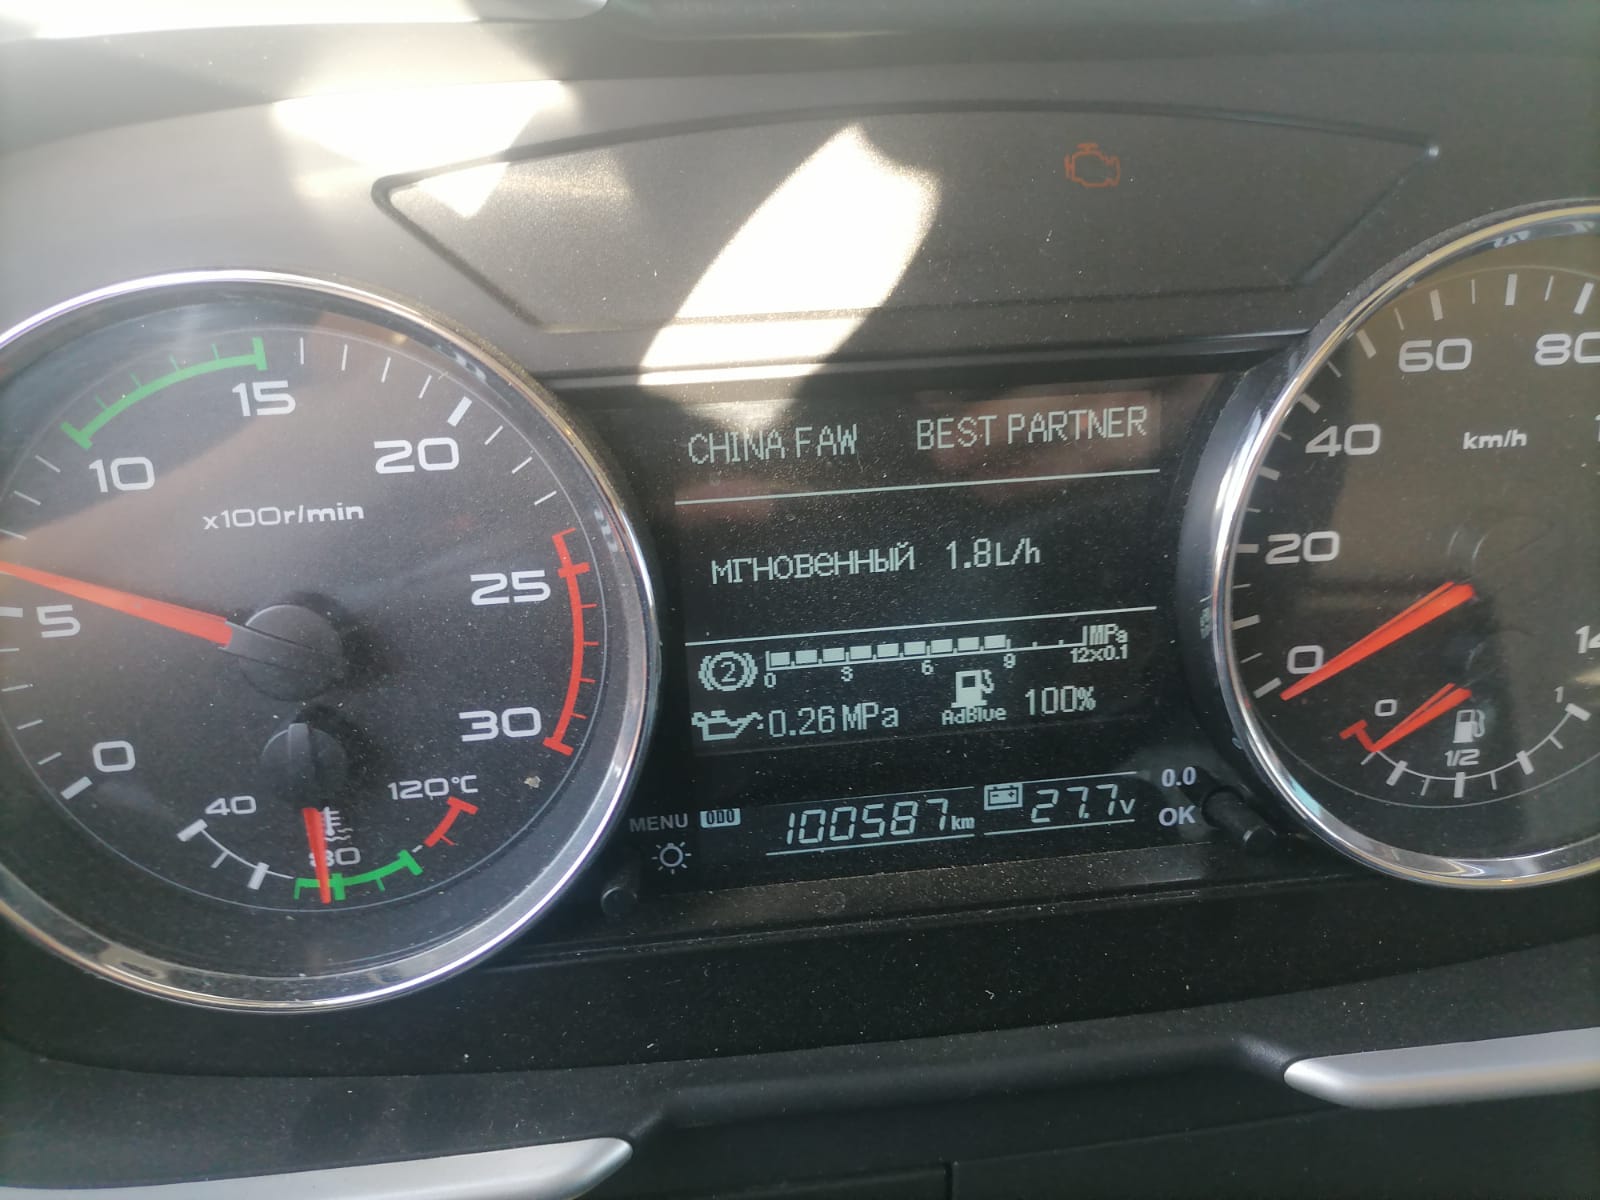 15
10
20
x100r/min
5
25
30
0
40
120°C
80
CHINA FAW BEST PARTNER
мгновенный 1.8L/h
2
0 3 6 9
MPa
12x0.1
0.26MPa
AdBlue
100%
MENU ODO 100587km 27.7V
0.0
OK
60
80
40
km/h
20
0
0
1/2
1